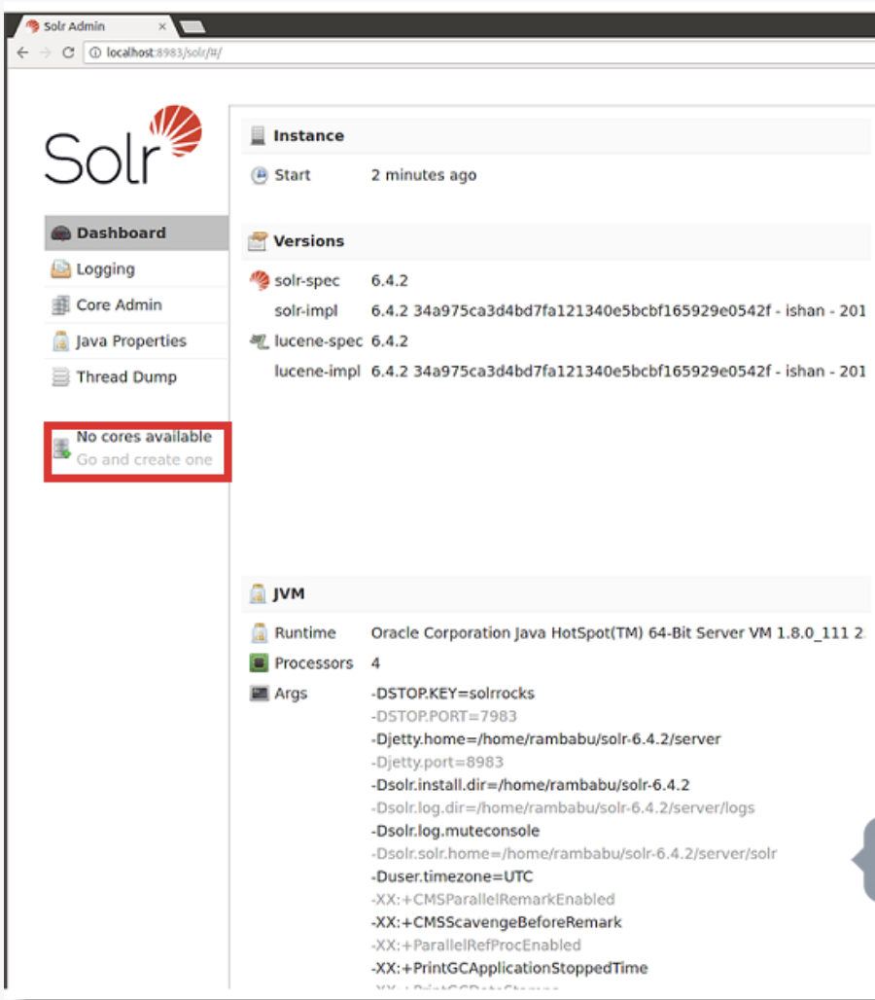 Solr Admin
localhost:8983/solr/#/
Solr
Dashboard
Logging
Core Admin
Java Properties
Thread Dump
No cores available
Go and create one
Instance
Start 2 minutes ago
Versions
solr-spec 6.4.2
solr-impl 6.4.2 34a975ca3d4bd7fa121340e5bcbf165929e0542f - ishan - 201
lucene-spec 6.4.2
lucene-impl 6.4.2 34a975ca3d4bd7fa121340e5bcbf165929e0542f - ishan - 201
JVM
Runtime Oracle Corporation Java HotSpot(TM) 64-Bit Server VM 1.8.0_111 2
Processors 4
Args -DSTOP.KEY=solrrocks
-DSTOP.PORT=7983
-Djetty.home=/home/rambabu/solr-6.4.2/server
-Djetty.port=8983
-Dsolr.install.dir=/home/rambabu/solr-6.4.2
-Dsolr.log.dir=/home/rambabu/solr-6.4.2/server/logs
-Dsolr.log.muteconsole
-Dsolr.solr.home=/home/rambabu/solr-6.4.2/server/solr
-Duser.timezone=UTC
-XX:+CMSParallelRemarkEnabled
-XX:+CMSScavengeBeforeRemark
-XX:+ParallelRefProcEnabled
-XX:+PrintGCApplicationStoppedTime